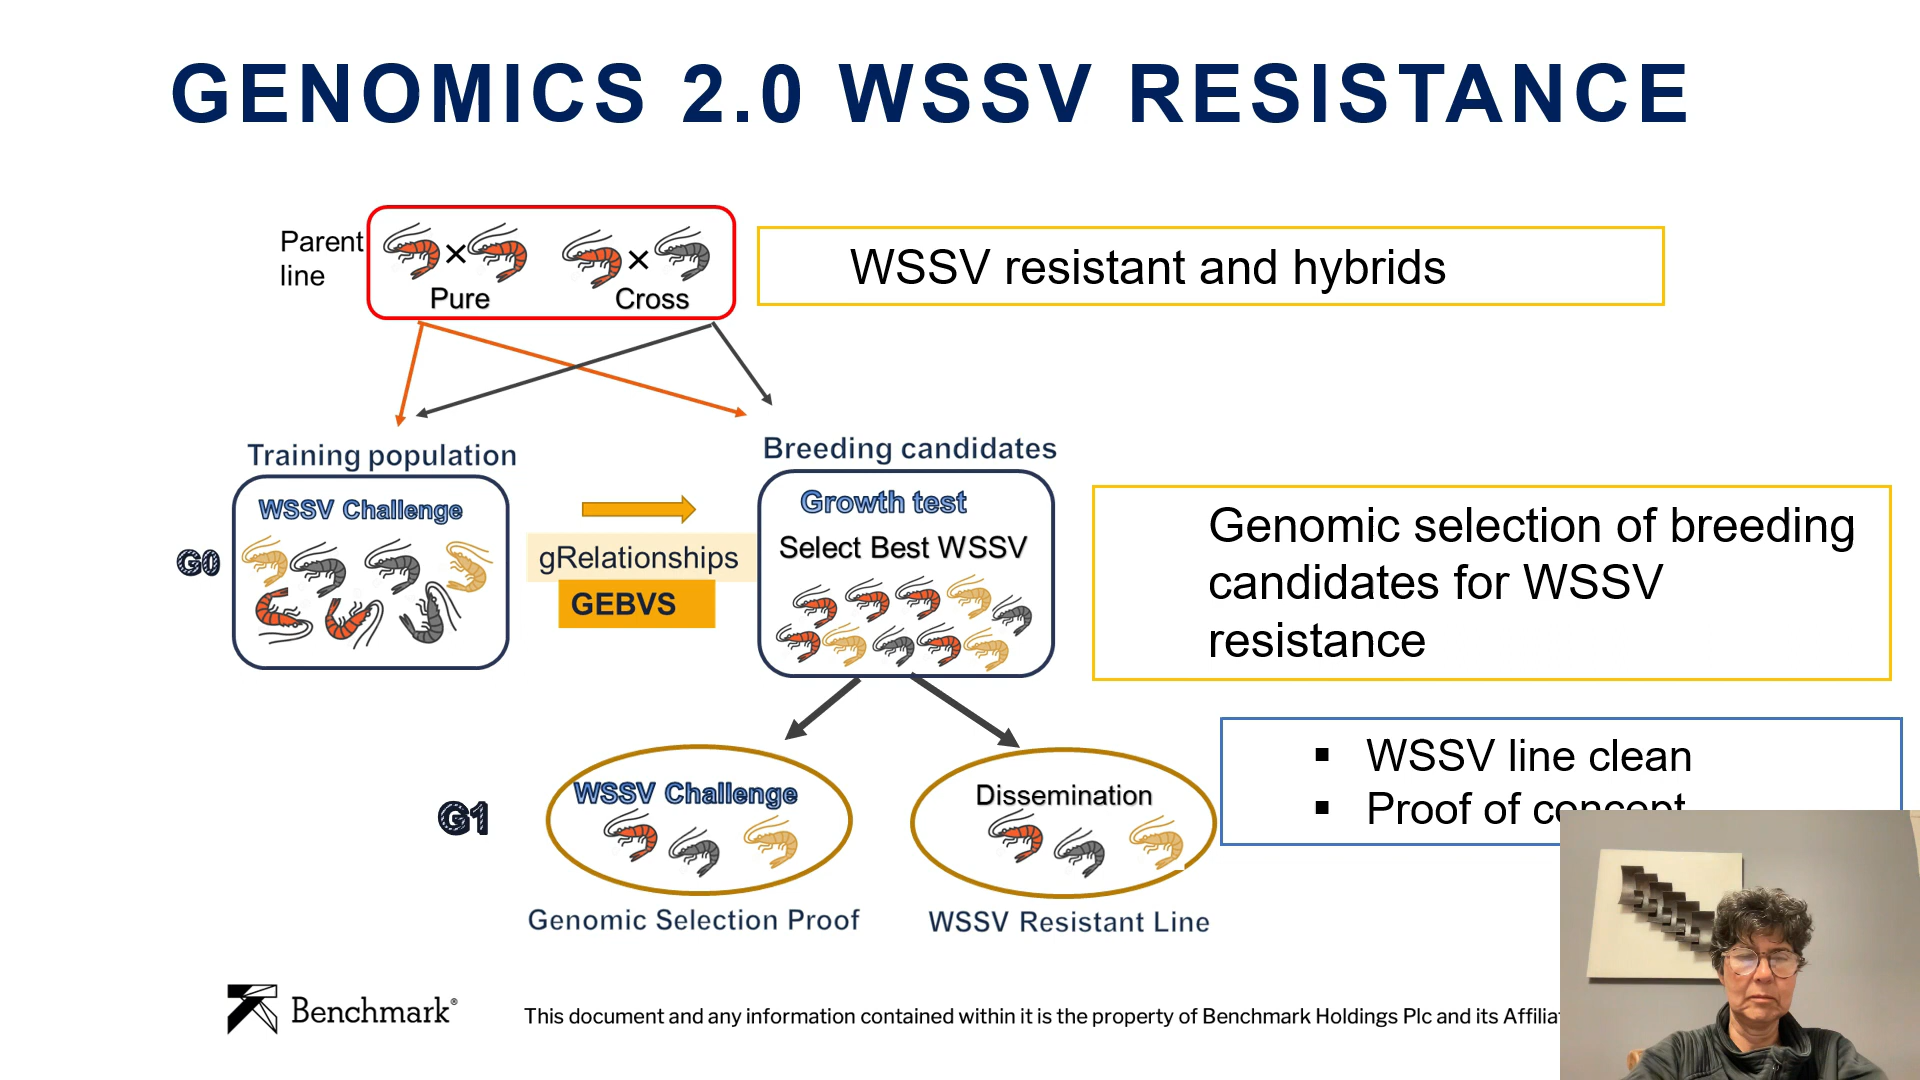 GENOMICS 2.0 WSSV RESISTANCE
Parent
line
×
×
Pure
Cross
WSSV resistant and hybrids
Training population
Breeding candidates
G0
WSSV Challenge
gRelationships
GEBVS
Growth test
Select Best WSSV
Genomic selection of breeding
candidates for WSSV
resistance
G1
WSSV Challenge
Dissemination
▪ WSSV line clean
▪ Proof of concept
Genomic Selection Proof
WSSV Resistant Line
Benchmark®
This document and any information contained within it is the property of Benchmark Holdings Plc and its